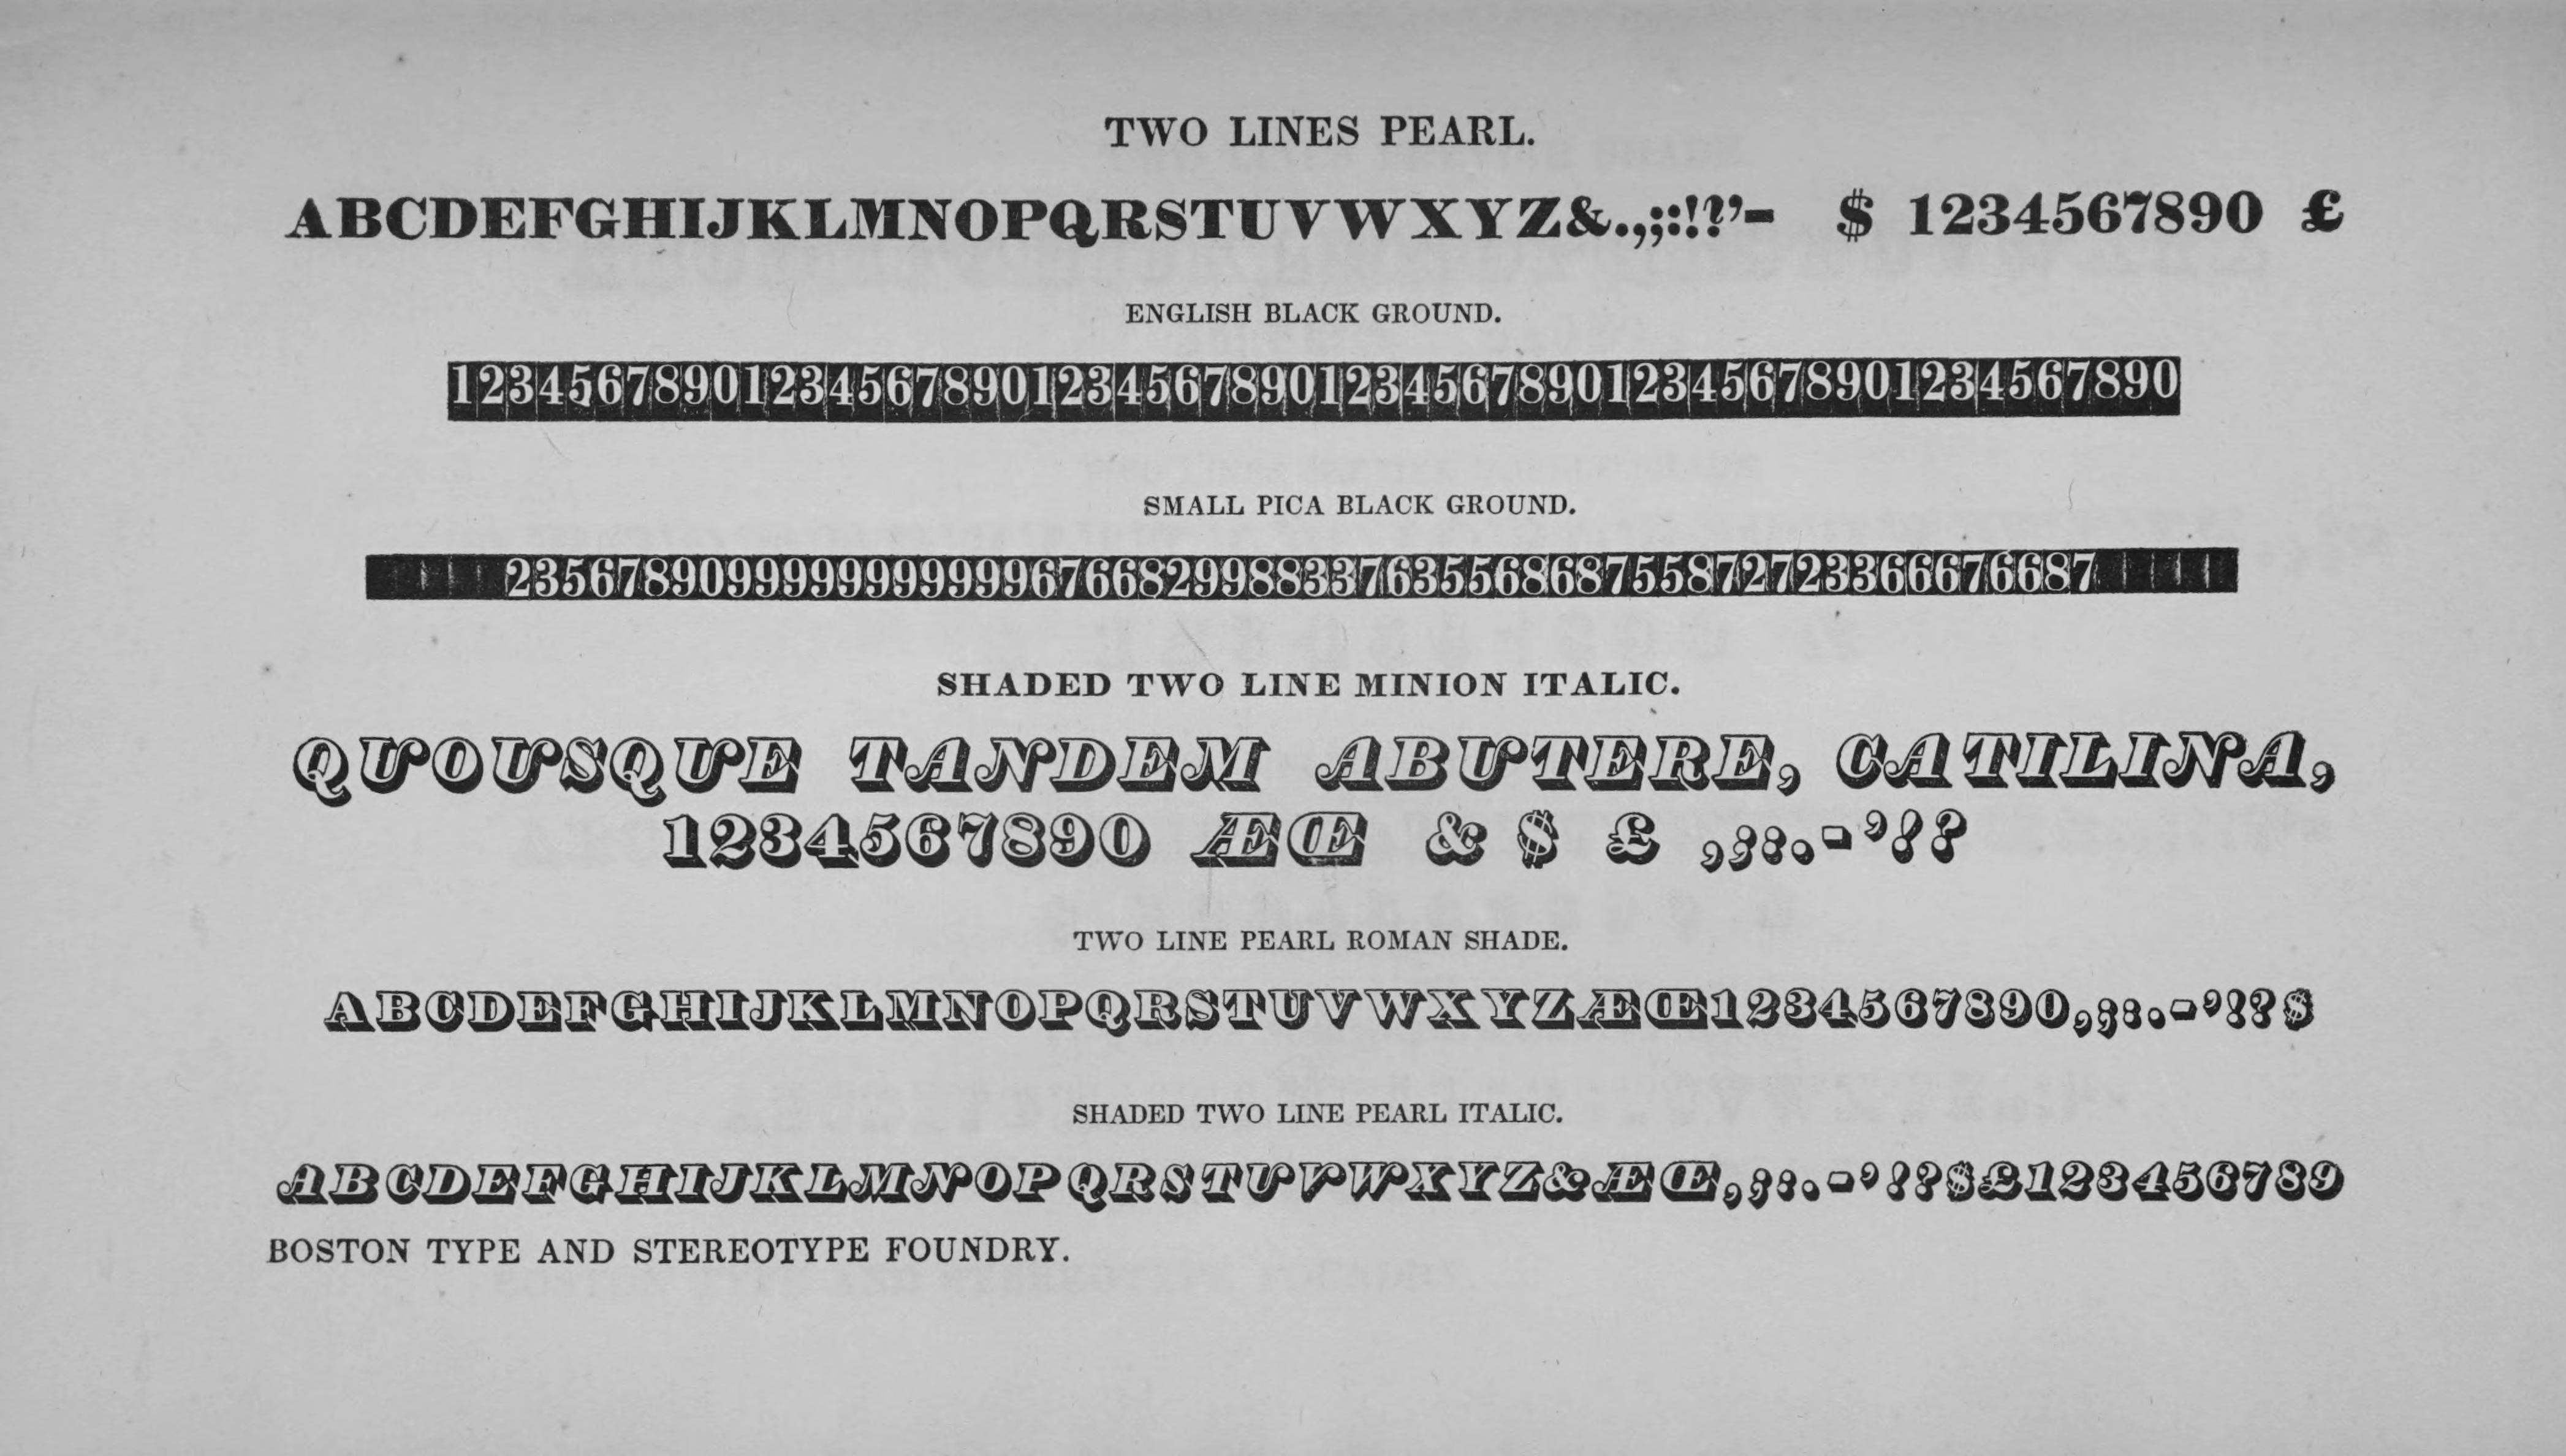 TWO LINES PEARL.
ABCDEFGHIJKLMNOPQRSTUVWXYZ&.,;:!?’- $ 1234567890 £
ENGLISH BLACK GROUND.
123456789012345678901234567890123456789012345678901234567890
SMALL PICA BLACK GROUND.
2356789099999999999676682998833763556868755872723366676687
SHADED TWO LINE MINION ITALIC.
QUOUSQUE TANDEM ABUTERE, CATILINA,
1234567890 ÆŒ & $ £ ,;:.-’!?
TWO LINE PEARL ROMAN SHADE.
ABCDEFGHIJKLMNOPQRSTUVWXYZÆŒ1234567890,;:.-’!?$
SHADED TWO LINE PEARL ITALIC.
ABCDEFGHIJKLMNOPQRSTUVWXYZ&ÆŒ,;:.-’!?$£123456789
BOSTON TYPE AND STEREOTYPE FOUNDRY.